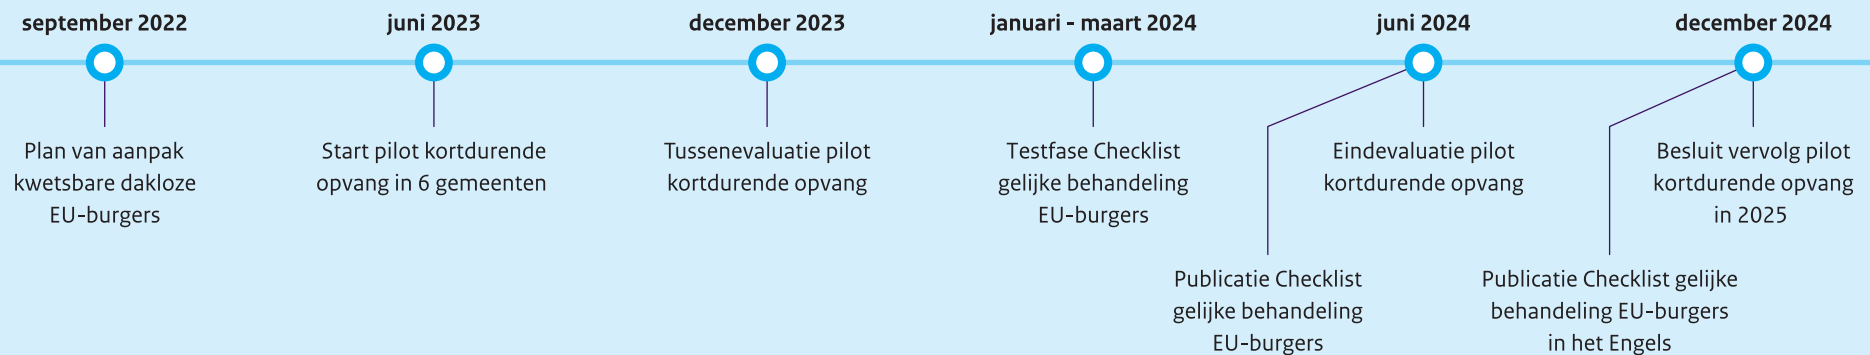 september 2022
Plan van aanpak
kwetsbare dakloze
EU-burgers
juni 2023
Start pilot kortdurende
opvang in 6 gemeenten
december 2023
Tussenevaluatie pilot
kortdurende opvang
januari - maart 2024
Testfase Checklist
gelijke behandeling
EU-burgers
juni 2024
Publicatie Checklist
gelijke behandeling
EU-burgers
Eindevaluatie pilot
kortdurende opvang
december 2024
Publicatie Checklist gelijke
behandeling EU-burgers
in het Engels
Besluit vervolg pilot
kortdurende opvang
in 2025